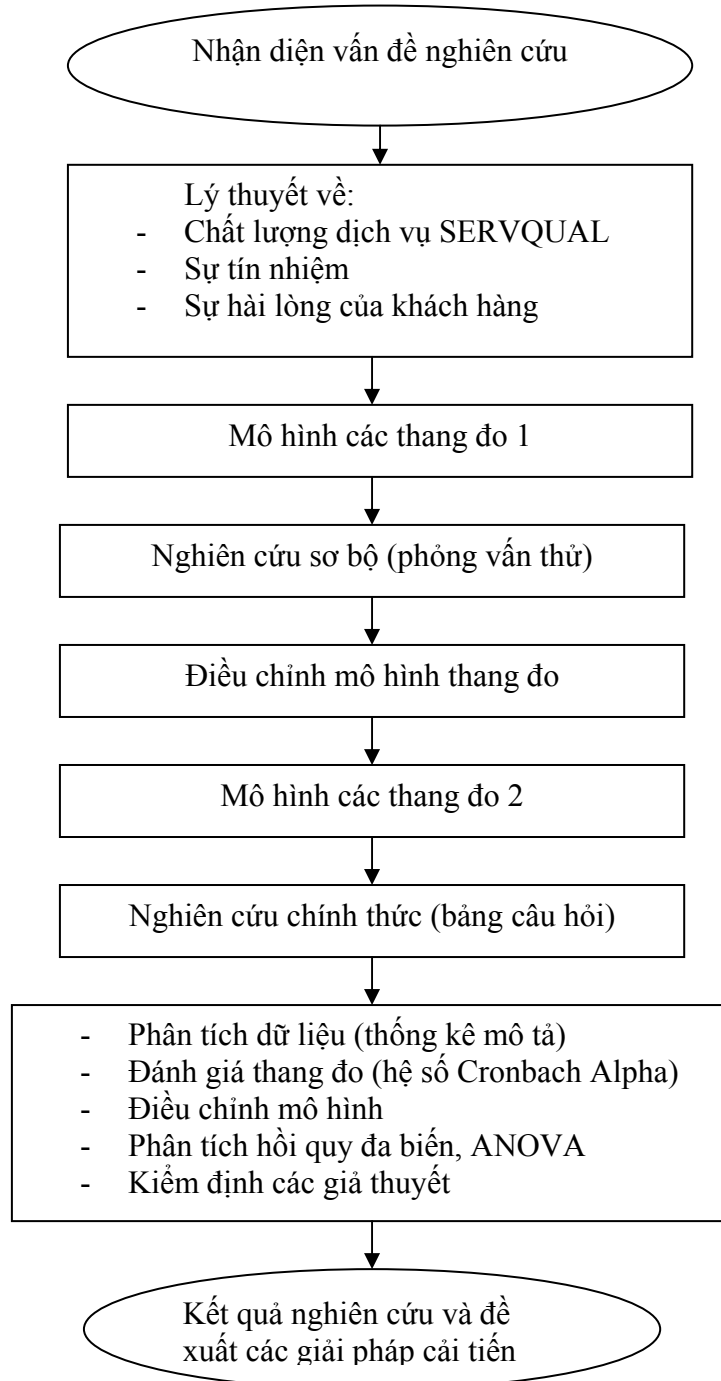 Nhận diện vấn đề nghiên cứu
Lý thuyết về:
- Chất lượng dịch vụ SERVQUAL
- Sự tín nhiệm
- Sự hài lòng của khách hàng
Mô hình các thang đo 1
Nghiên cứu sơ bộ (phỏng vấn thử)
Điều chỉnh mô hình thang đo
Mô hình các thang đo 2
Nghiên cứu chính thức (bảng câu hỏi)
- Phân tích dữ liệu (thống kê mô tả)
- Đánh giá thang đo (hệ số Cronbach Alpha)
- Điều chỉnh mô hình
- Phân tích hồi quy đa biến, ANOVA
- Kiểm định các giả thuyết
Kết quả nghiên cứu và đề
xuất các giải pháp cải tiến